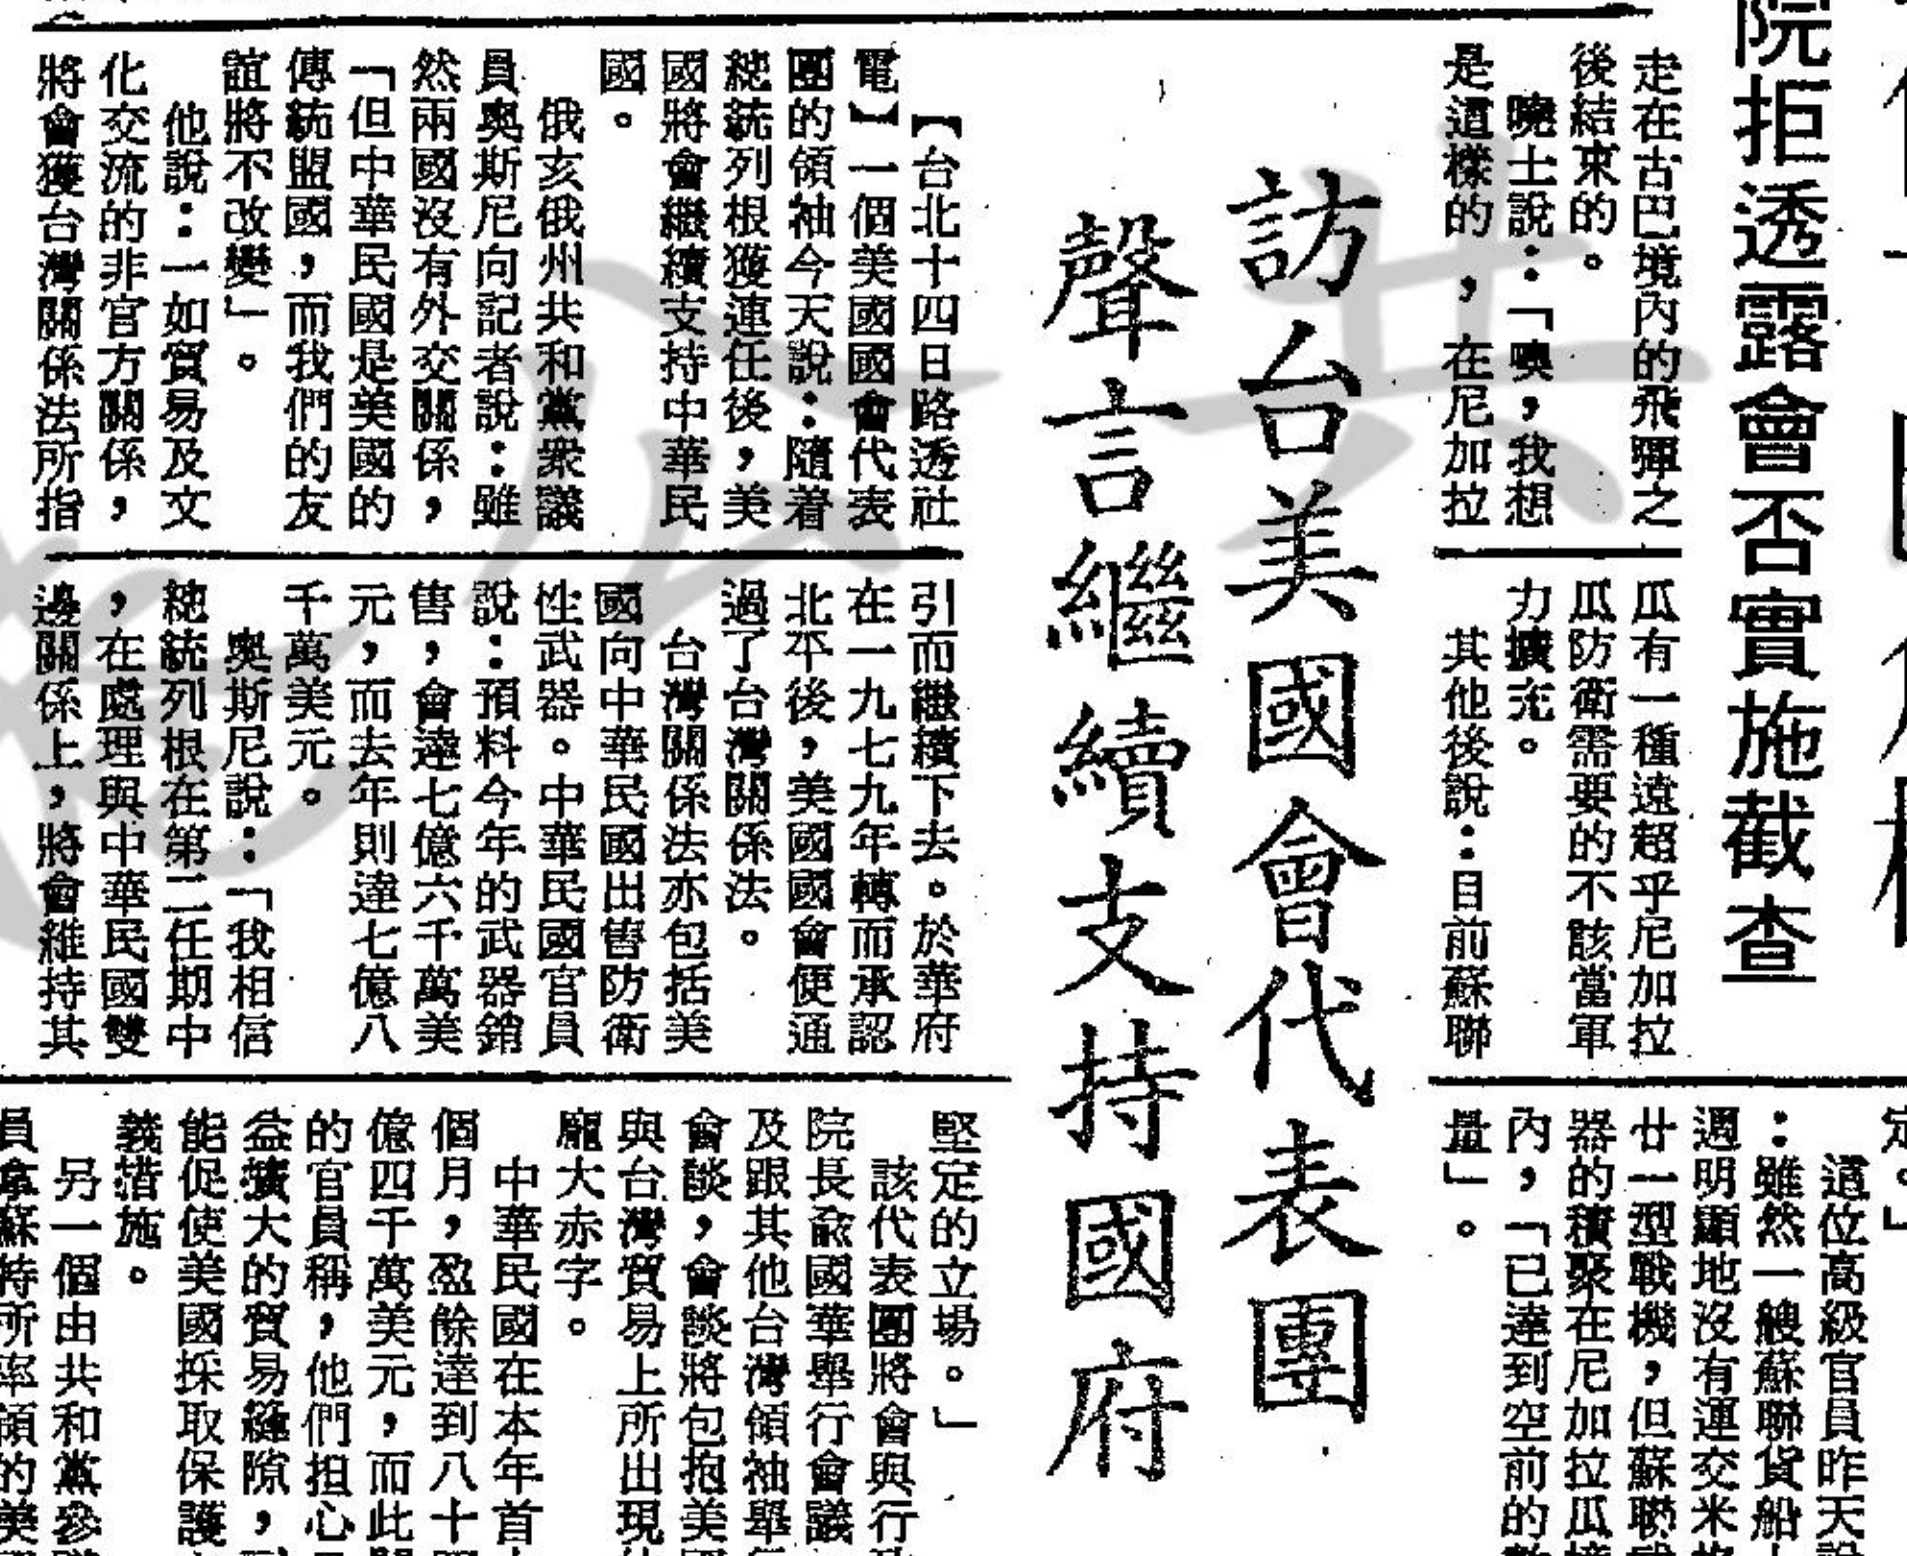 院拒透露會否實施截查
走在古巴境內的飛彈之
後結束的。
曉士說：「噢，我想
是這樣的，在尼加拉
瓜有一種遠超乎尼加拉
瓜防衛需要的不該當軍
力擴充。
其他後說：目前蘇聯
定。」
這位高級官員昨天說
：雖然一艘蘇聯貨船
週明顯地沒有運交米
廿一型戰機，但蘇聯
器的積聚在尼加拉瓜
內，「已達到空前的
量」。
訪台美國會代表團
聲言繼續支持國府
【台北十四日路透社
電】一個美國國會代表
團的領袖今天說：隨着
總統列根獲連任後，美
國將會繼續支持中華民
國。
俄亥俄州共和黨衆議
員奧斯尼向記者說：雖
然兩國沒有外交關係，
「但中華民國是美國的
傳統盟國，而我們的友
誼將不改變」。
他說：一如貿易及文
化交流的非官方關係，
將會獲台灣關係法所指
引而繼續下去。於華府
在一九七九年轉而承認
北平後，美國國會便通
過了台灣關係法。
台灣關係法亦包括美
國向中華民國出售防衛
性武器。中華民國官員
說：預料今年的武器銷
售，會達七億六千萬美
元，而去年則達七億八
千萬美元。
奧斯尼說：「我相信
總統列根在第二任期中
，在處理與中華民國雙
邊關係上，將會維持其
堅定的立場。」
該代表團將會與行
院長俞國華舉行會議
及跟其他台灣領袖舉
會談，會談將包抱美
與台灣貿易上所出現
龐大赤字。
中華民國在本年首
個月，盈餘達到八十
億四千萬美元，而此
的官員稱，他們担心
益擴大的貿易縫隙，
能促使美國採取保護
義措施。
另一個由共和黨參
員拿蘇特所率領的美